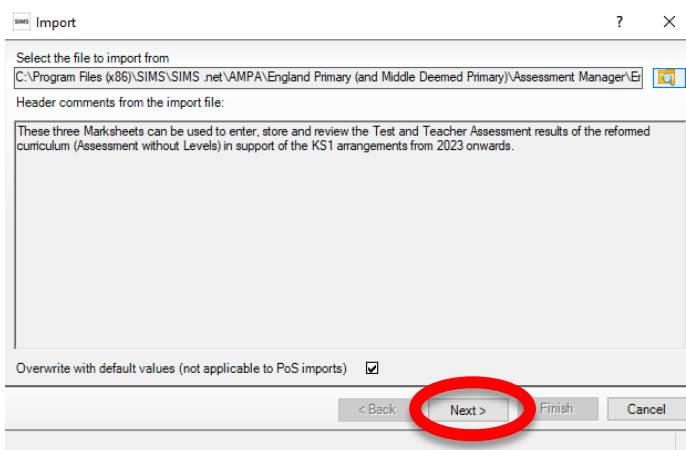 SIMS Import ? ×
Select the file to import from
C:\Program Files (x86)\SIMS\SIMS .net\AMPA\England Primary (and Middle Deemed Primary)\Assessment Manager\Er
Header comments from the import file:
These three Marksheets can be used to enter, store and review the Test and Teacher Assessment results of the reformed
curriculum (Assessment without Levels) in support of the KS1 arrangements from 2023 onwards.
Overwrite with default values (not applicable to PoS imports)
< Back Next > Finish Cancel